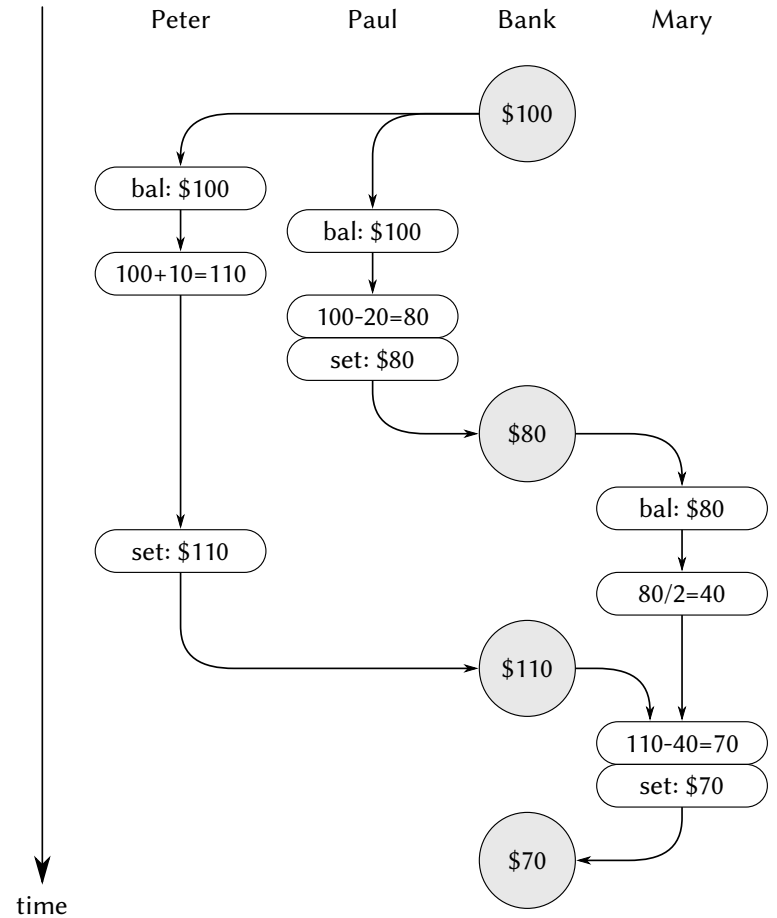 Peter Paul Bank Mary
$100
bal: $100
bal: $100
100+10=110
100-20=80
set: $80
$80
bal: $80
set: $110
80/2=40
$110
110-40=70
set: $70
$70
time